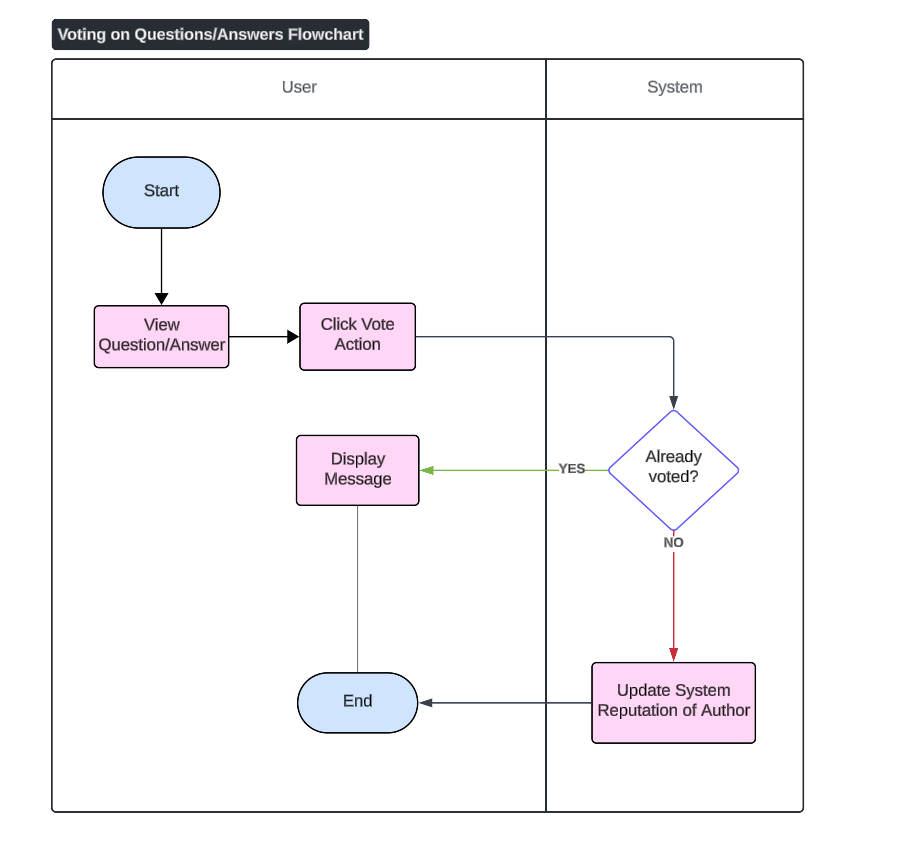 Voting on Questions/Answers Flowchart
User
System
Start
View
Question/Answer
Click Vote
Action
Already
voted?
YES
Display
Message
NO
Update System
Reputation of Author
End